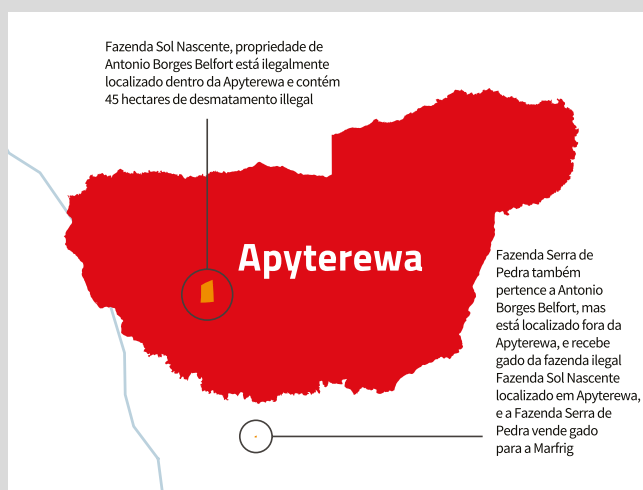 Fazenda Sol Nascente, propriedade de
Antonio Borges Belfort está ilegalmente
localizado dentro da Apyterewa e contém
45 hectares de desmatamento illegal
Apyterewa
Fazenda Serra de
Pedra também
pertence a Antonio
Borges Belfort, mas
está localizado fora da
Apyterewa, e recebe
gado da fazenda ilegal
Fazenda Sol Nascente
localizado em Apyterewa,
e a Fazenda Serra de
Pedra vende gado
para a Marfrig